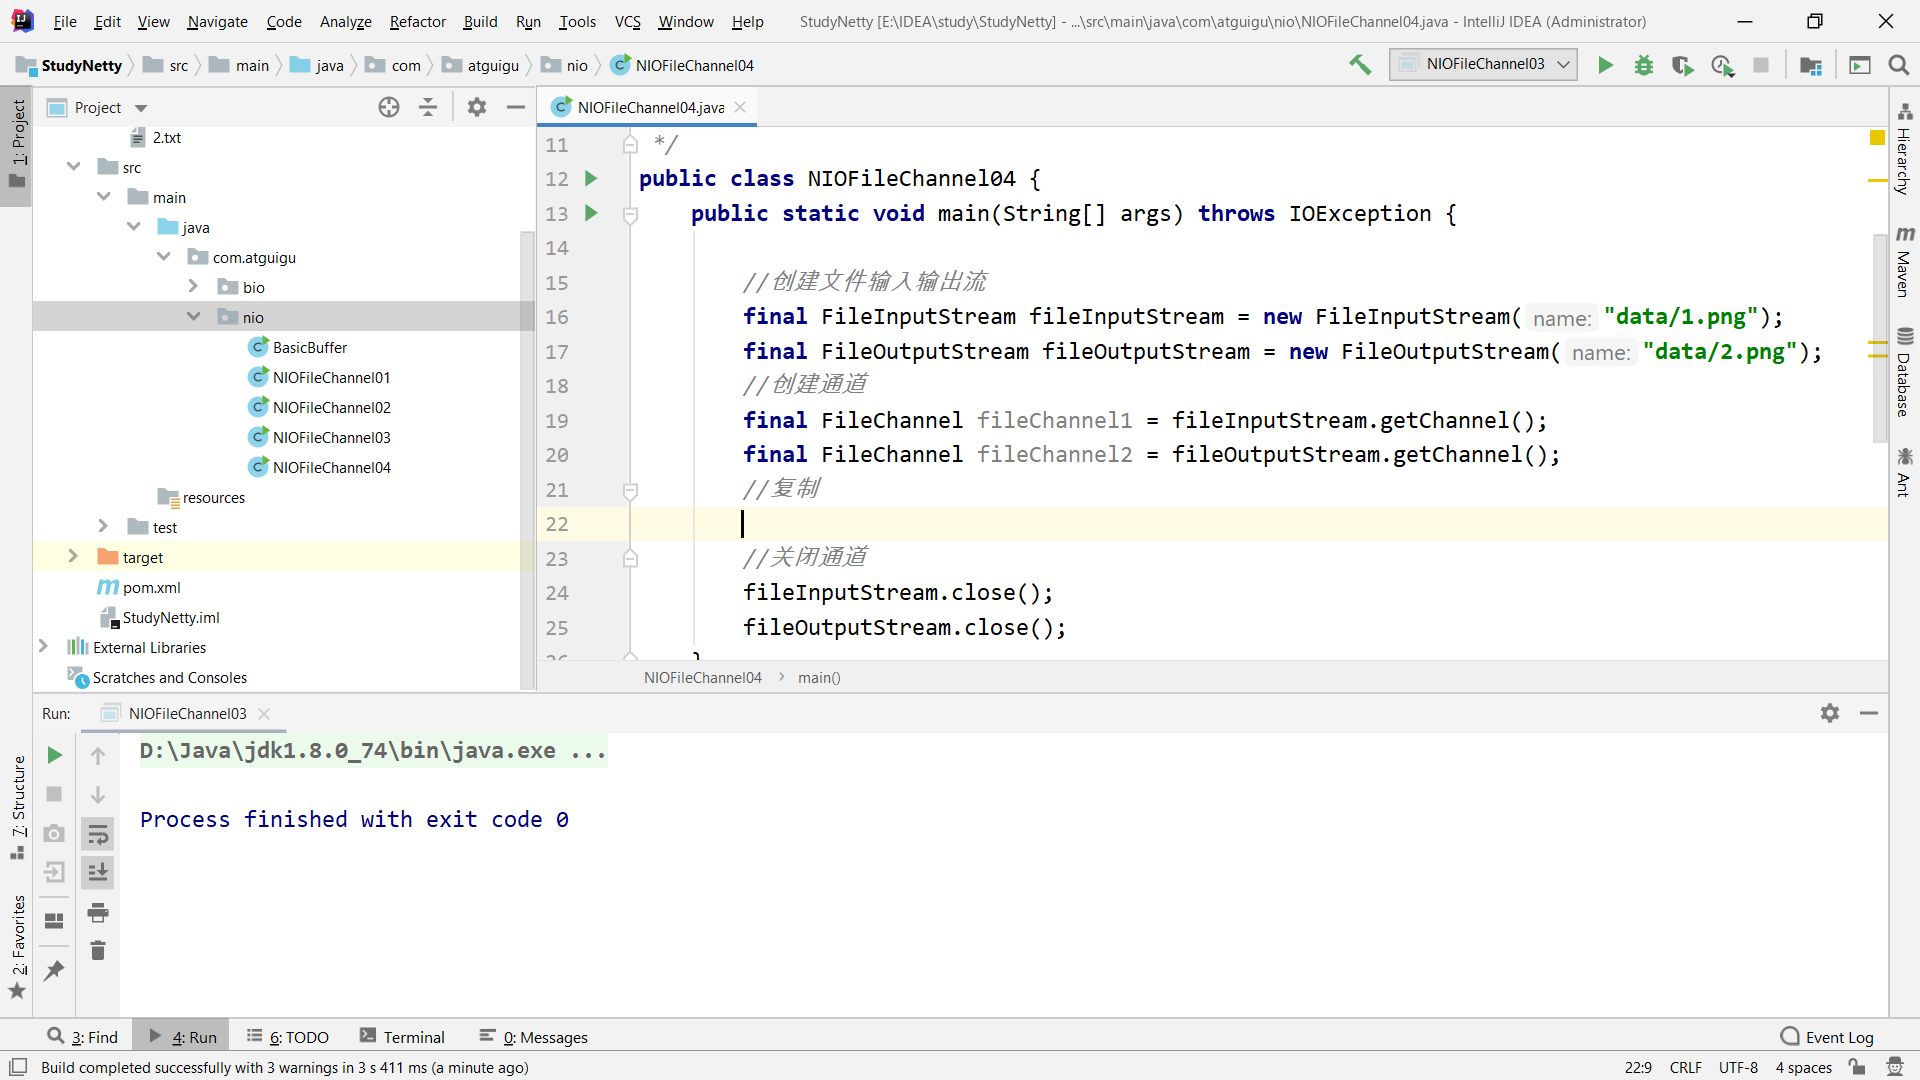 File Edit View Navigate Code Analyze Refactor Build Run Tools VCS Window Help StudyNetty [E:\IDEA\study\StudyNetty] - ...\src\main\java\com\atguigu\nio\NIOFileChannel04.java - IntelliJ IDEA (Administrator)
StudyNetty src main java com atguigu nio NIOFileChannel04 NIOFileChannel03
1: Project
Project
2.txt
src
main
java
com.atguigu
bio
nio
BasicBuffer
NIOFileChannel01
NIOFileChannel02
NIOFileChannel03
NIOFileChannel04
resources
test
target
pom.xml
StudyNetty.iml
External Libraries
Scratches and Consoles
NIOFileChannel04.java
11 */
12 public class NIOFileChannel04 {
13 public static void main(String[] args) throws IOException {
14
15 //创建文件输入输出流
16 final FileInputStream fileInputStream = new FileInputStream( name: "data/1.png");
17 final FileOutputStream fileOutputStream = new FileOutputStream( name: "data/2.png");
18 //创建通道
19 final FileChannel fileChannel1 = fileInputStream.getChannel();
20 final FileChannel fileChannel2 = fileOutputStream.getChannel();
21 //复制
22
23 //关闭通道
24 fileInputStream.close();
25 fileOutputStream.close();
26 }
NIOFileChannel04 main()
Hierarchy
Maven
Database
Ant
Run: NIOFileChannel03
D:\Java\jdk1.8.0_74\bin\java.exe ...
Process finished with exit code 0
7: Structure
2: Favorites
3: Find 4: Run 6: TODO Terminal 0: Messages Event Log
Build completed successfully with 3 warnings in 3 s 411 ms (a minute ago) 22:9 CRLF UTF-8 4 spaces